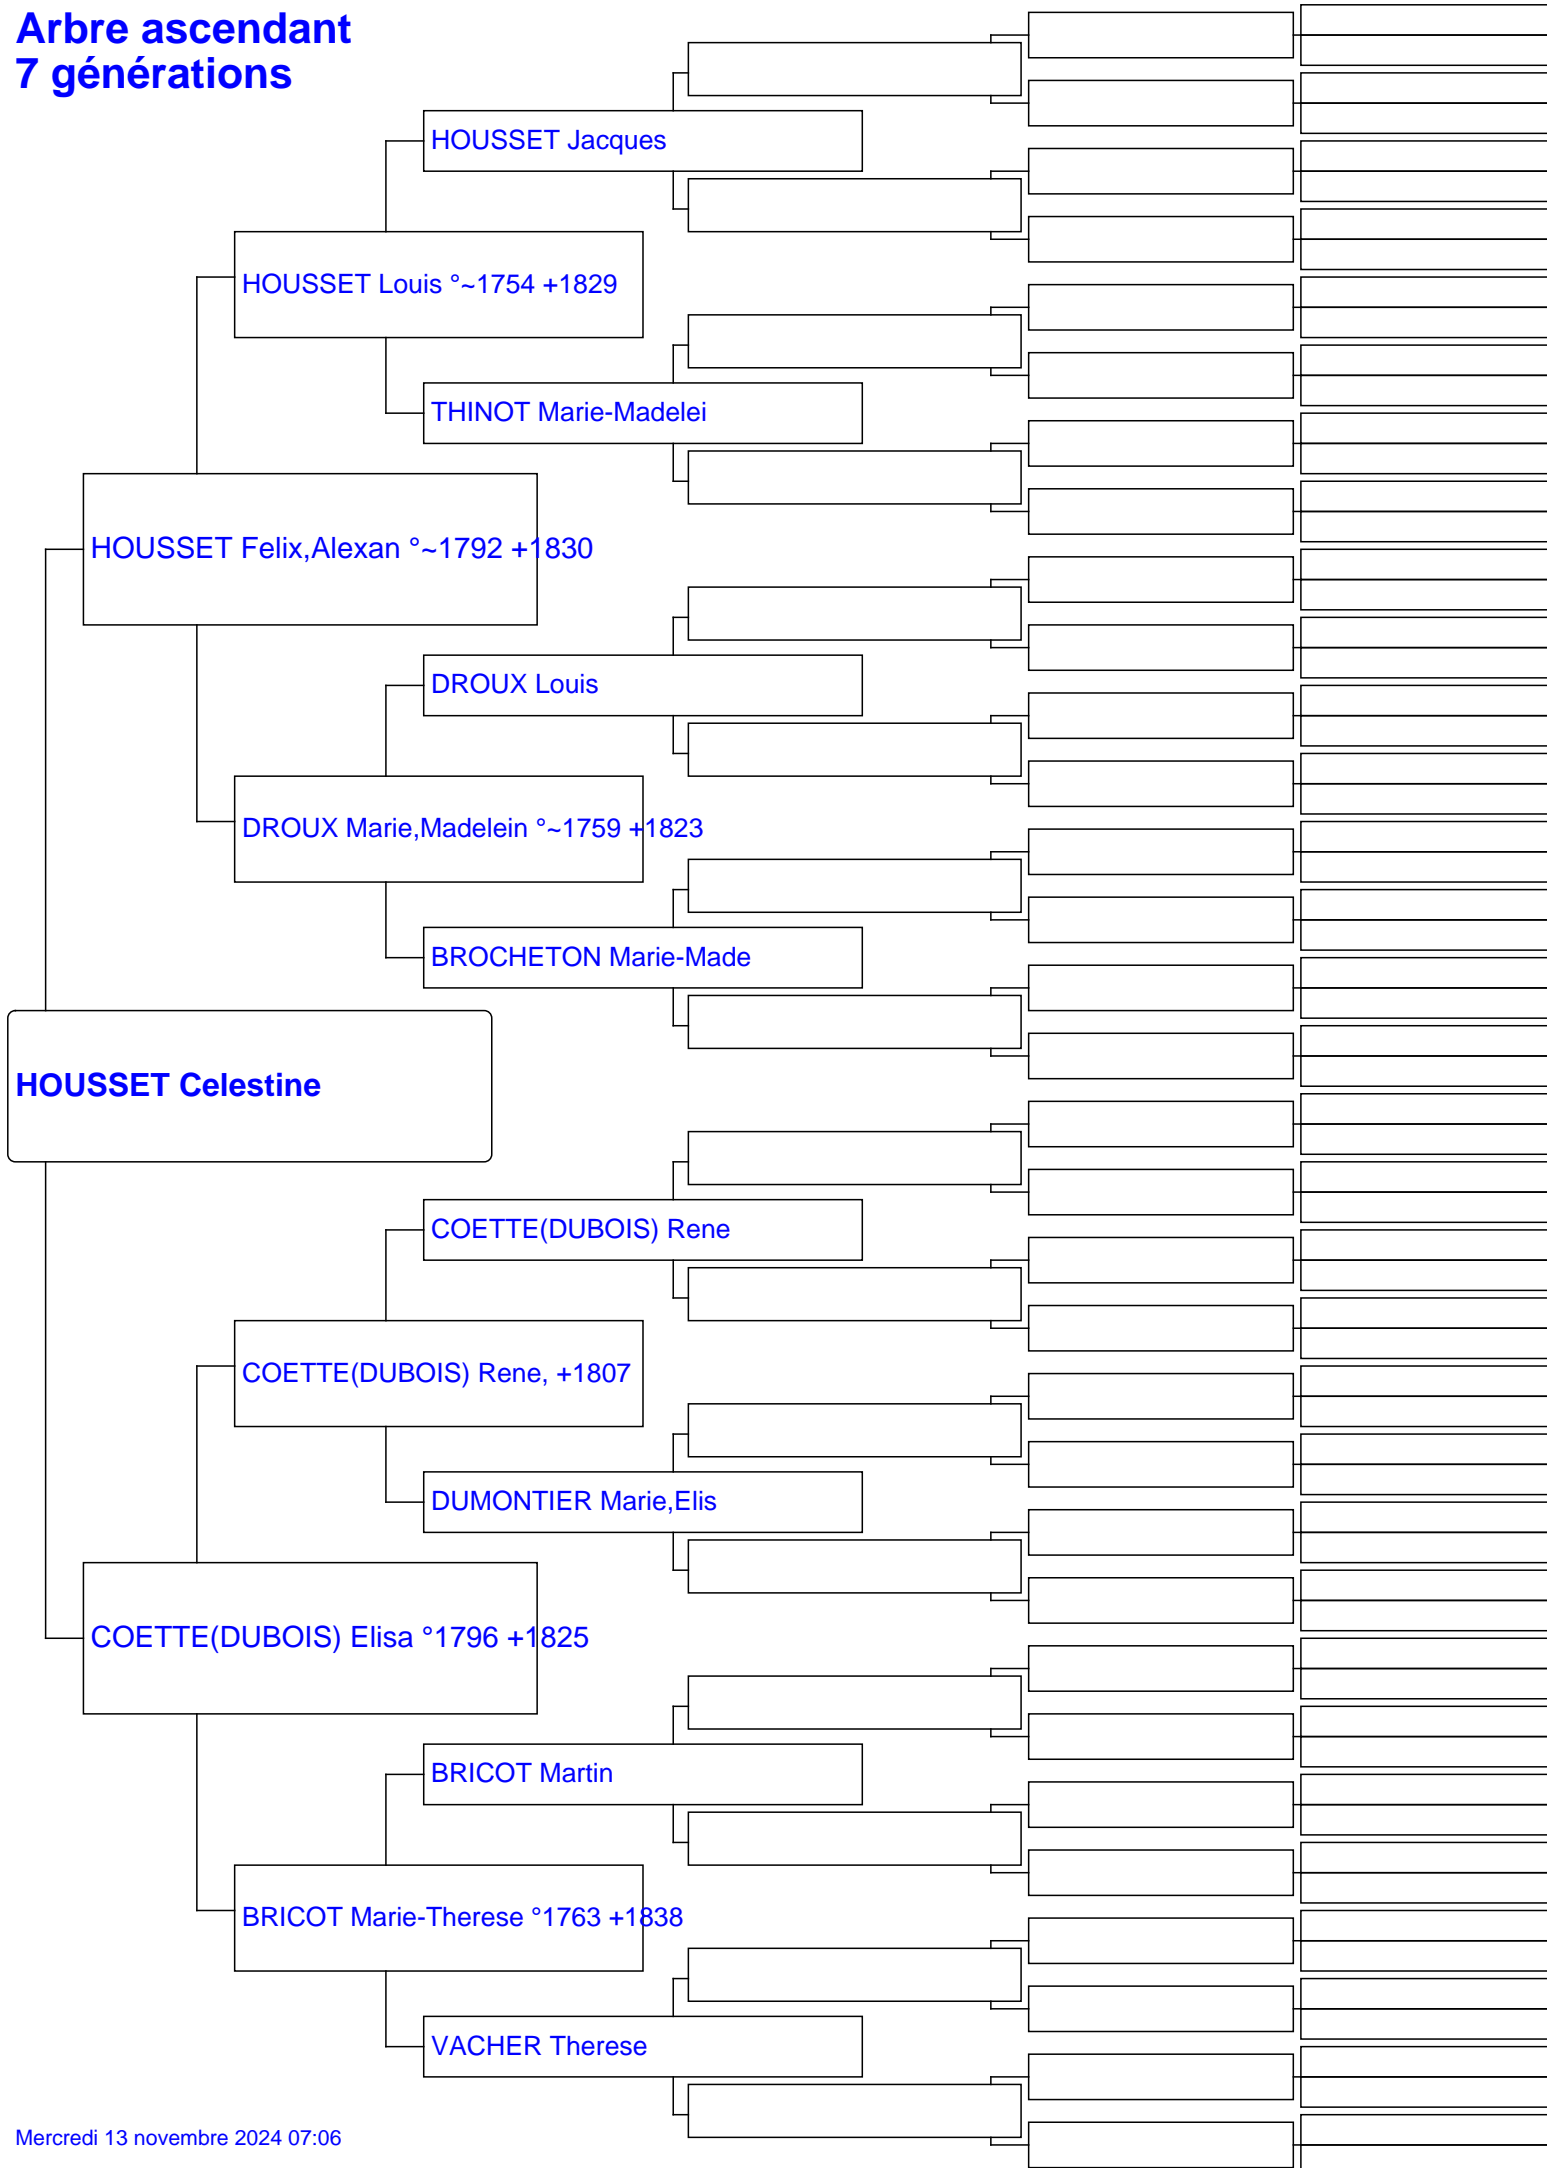 Arbre ascendant
7 générations
HOUSSET Jacques
HOUSSET Louis °~1754 +1829
THINOT Marie-Madelei
HOUSSET Felix,Alexan °~1792 +1830
DROUX Louis
DROUX Marie,Madelein °~1759 +1823
BROCHETON Marie-Made
HOUSSET Celestine
COETTE(DUBOIS) Rene
COETTE(DUBOIS) Rene, +1807
DUMONTIER Marie,Elis
COETTE(DUBOIS) Elisa °1796 +1825
BRICOT Martin
BRICOT Marie-Therese °1763 +1838
VACHER Therese
Mercredi 13 novembre 2024 07:06